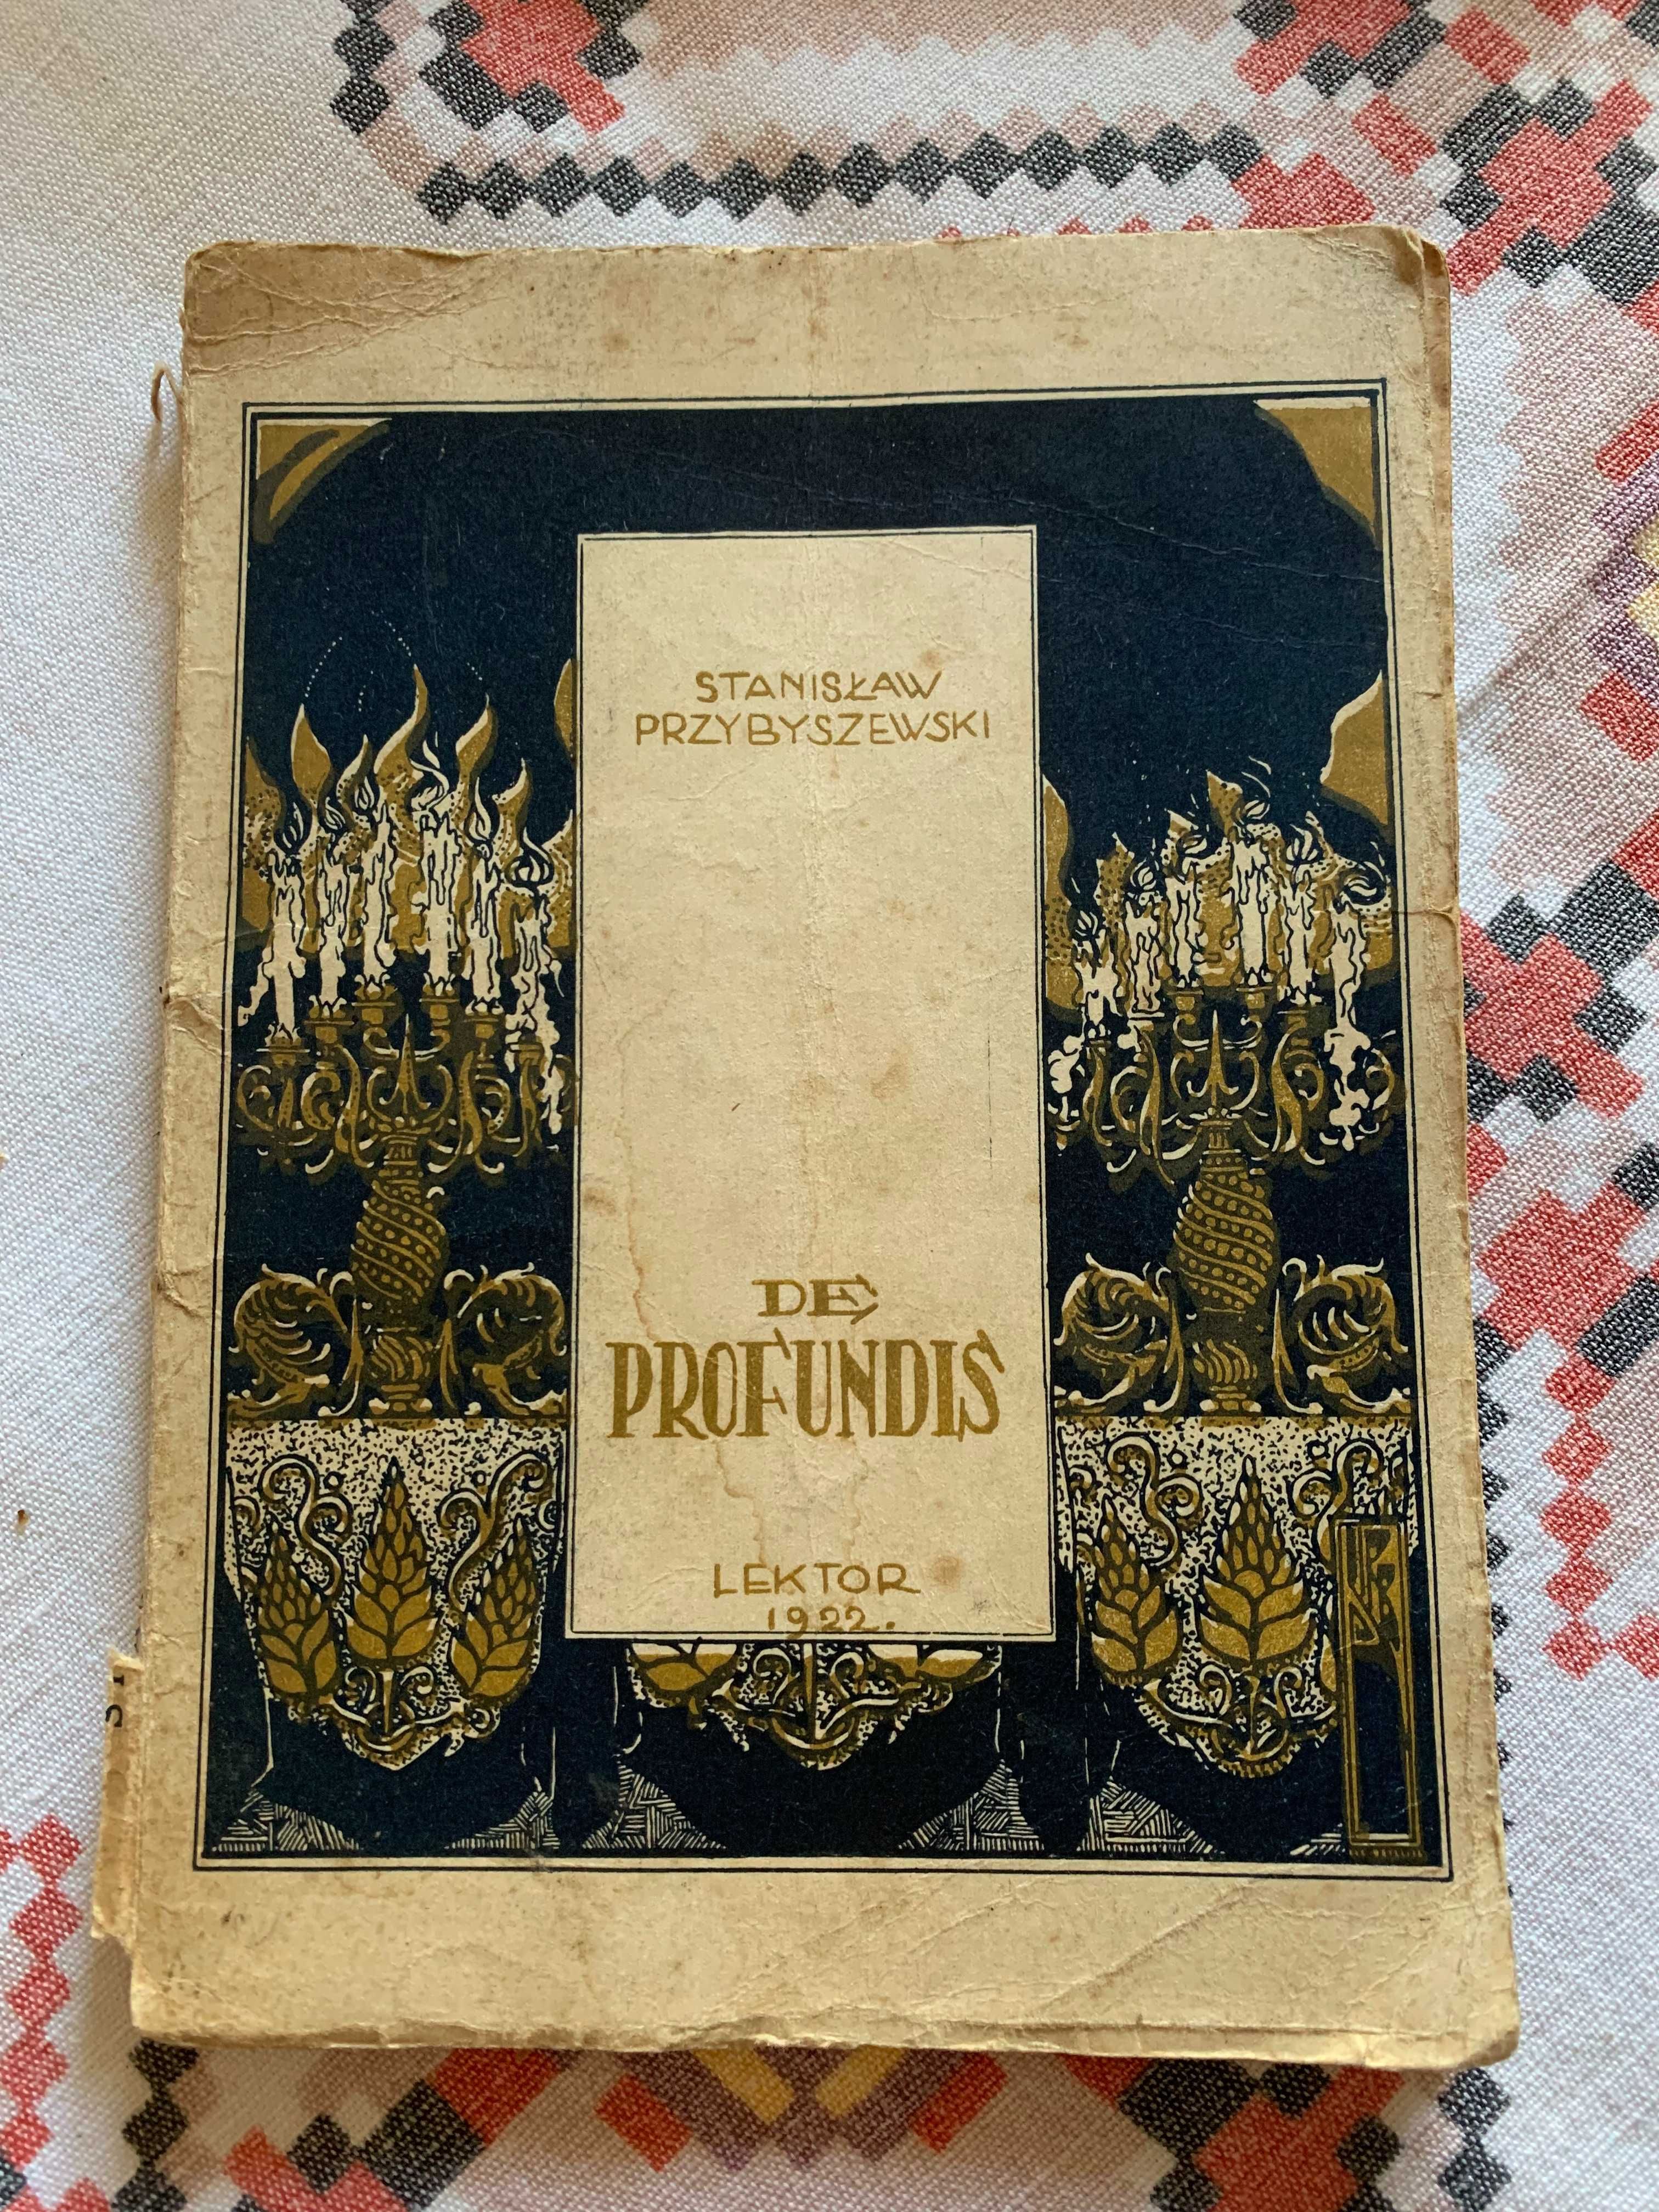 STANISŁAW
PRZYBYSZEWSKI
DE
PROFUNDIS
LEKTOR
1922.